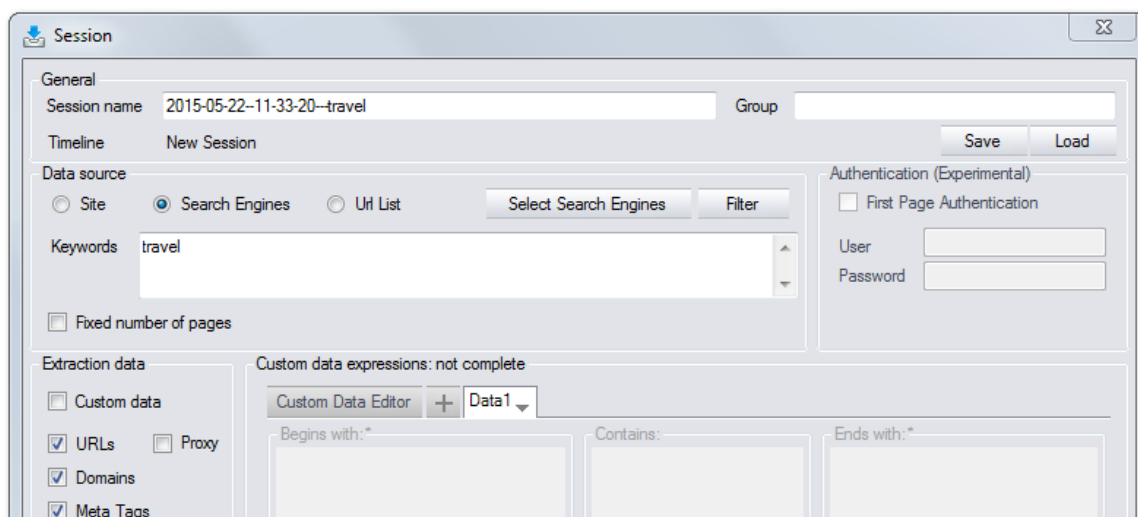 Session
General
Session name 2015-05-22--11-33-20---travel Group
Timeline New Session Save Load
Data source Authentication (Experimental)
Site Search Engines Url List Select Search Engines Filter First Page Authentication
Keywords travel User
Password
Fixed number of pages
Extraction data Custom data expressions: not complete
Custom data Custom Data Editor + Data1
URLs Proxy Begins with:* Contains: Ends with:*
Domains
Meta Tags